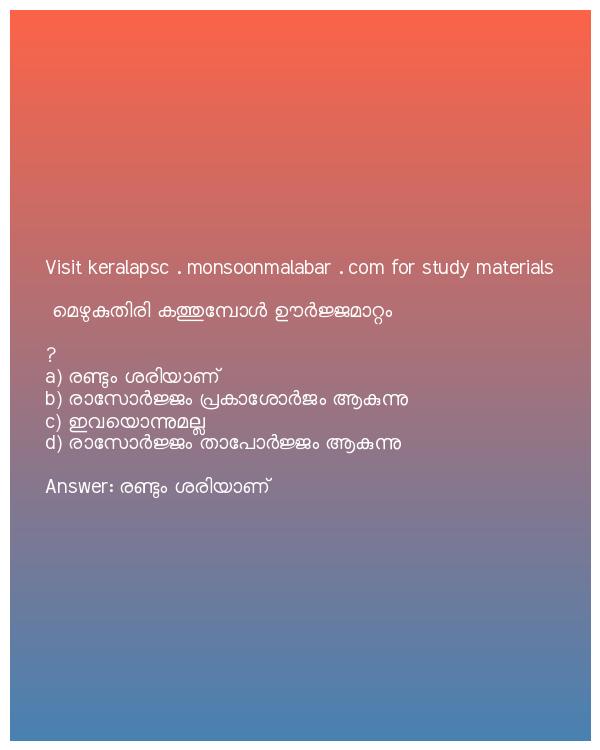 Visit keralapsc . monsoonmalabar . com for study materials
മെഴുകുതിരി കത്തുമ്പോൾ ഊർജ്ജമാറ്റം
?
a) രണ്ടും ശരിയാണ്
b) രാസോർജ്ജം പ്രകാശോർജം ആകുന്നു
c) ഇവയൊന്നുമല്ല
d) രാസോർജ്ജം താപോർജ്ജം ആകുന്നു
Answer: രണ്ടും ശരിയാണ്